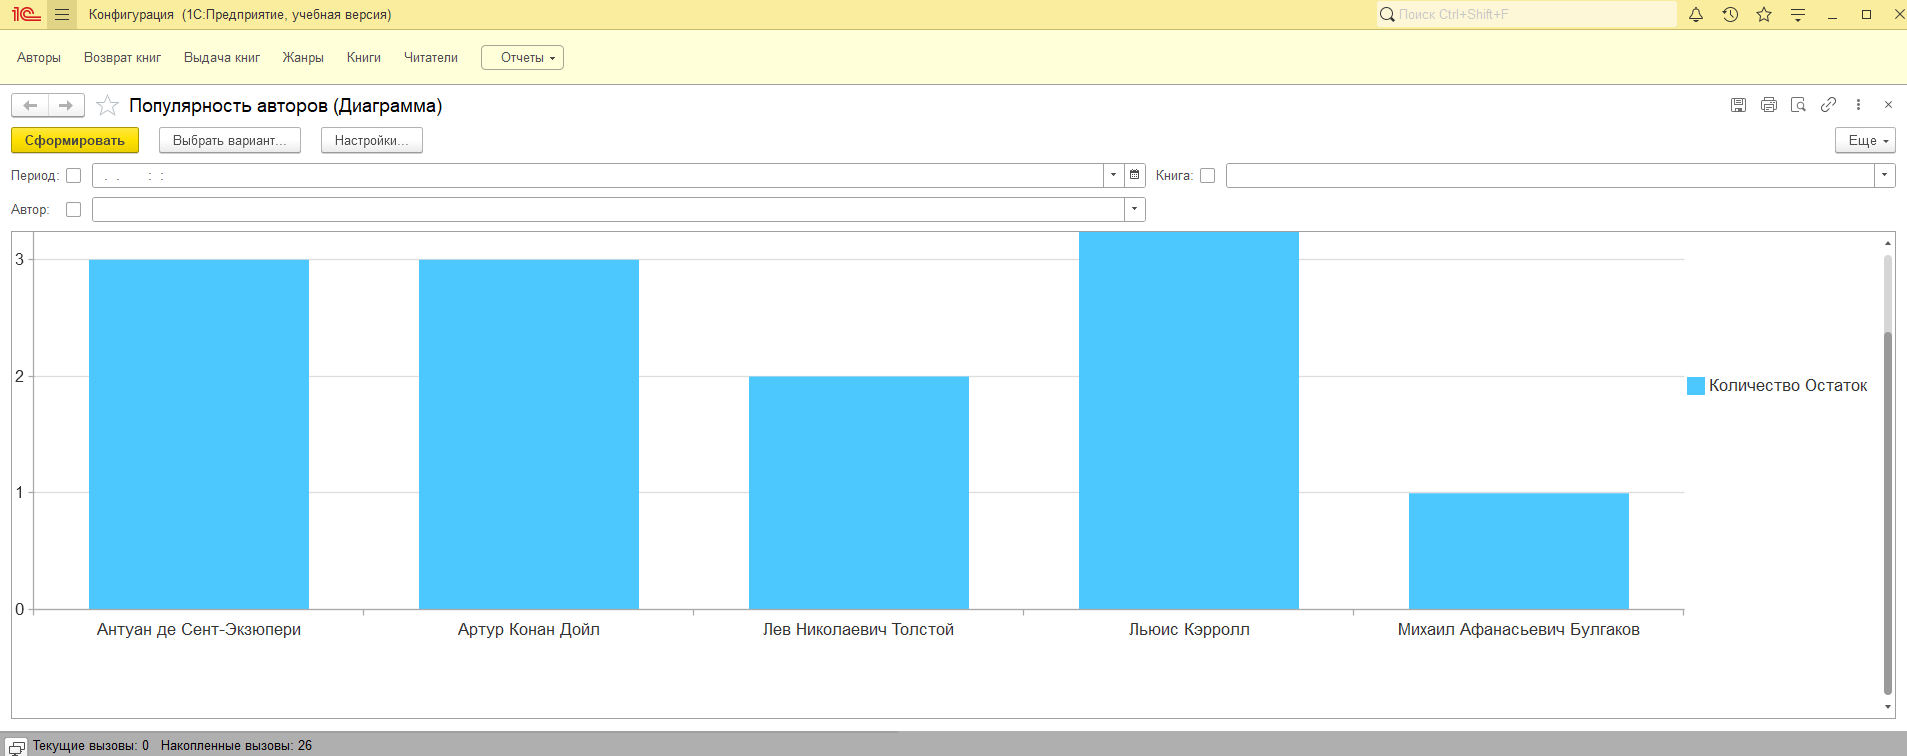 1С Конфигурация (1С:Предприятие, учебная версия) Поиск Ctrl+Shift+F
Авторы Возврат книг Выдача книг Жанры Книги Читатели Отчеты
Популярность авторов (Диаграмма)
Сформировать Выбрать вариант... Настройки... Еще
Период: . . : : Книга:
Автор:
3
2
Количество Остаток
1
0
Антуан де Сент-Экзюпери Артур Конан Дойл Лев Николаевич Толстой Льюис Кэрролл Михаил Афанасьевич Булгаков
Текущие вызовы: 0 Накопленные вызовы: 26